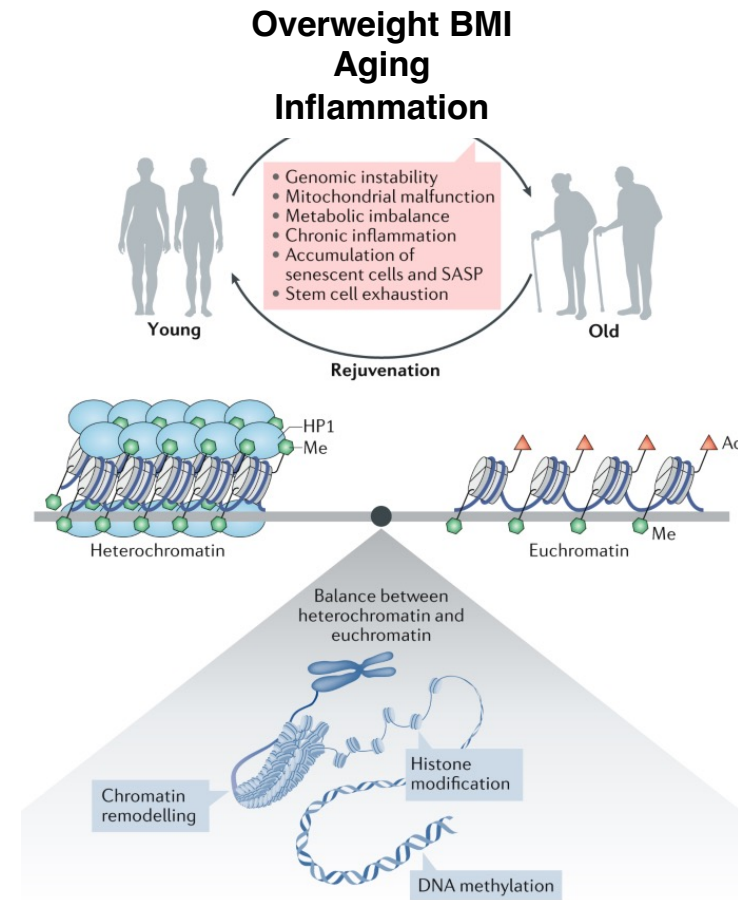 Overweight BMI
Aging
Inflammation
• Genomic instability
• Mitochondrial malfunction
• Metabolic imbalance
• Chronic inflammation
• Accumulation of
senescent cells and SASP
• Stem cell exhaustion
Young
Old
Rejuvenation
HP1
Me
Ac
Heterochromatin
Euchromatin
Me
Balance between
heterochromatin and
euchromatin
Histone
modification
Chromatin
remodelling
DNA methylation